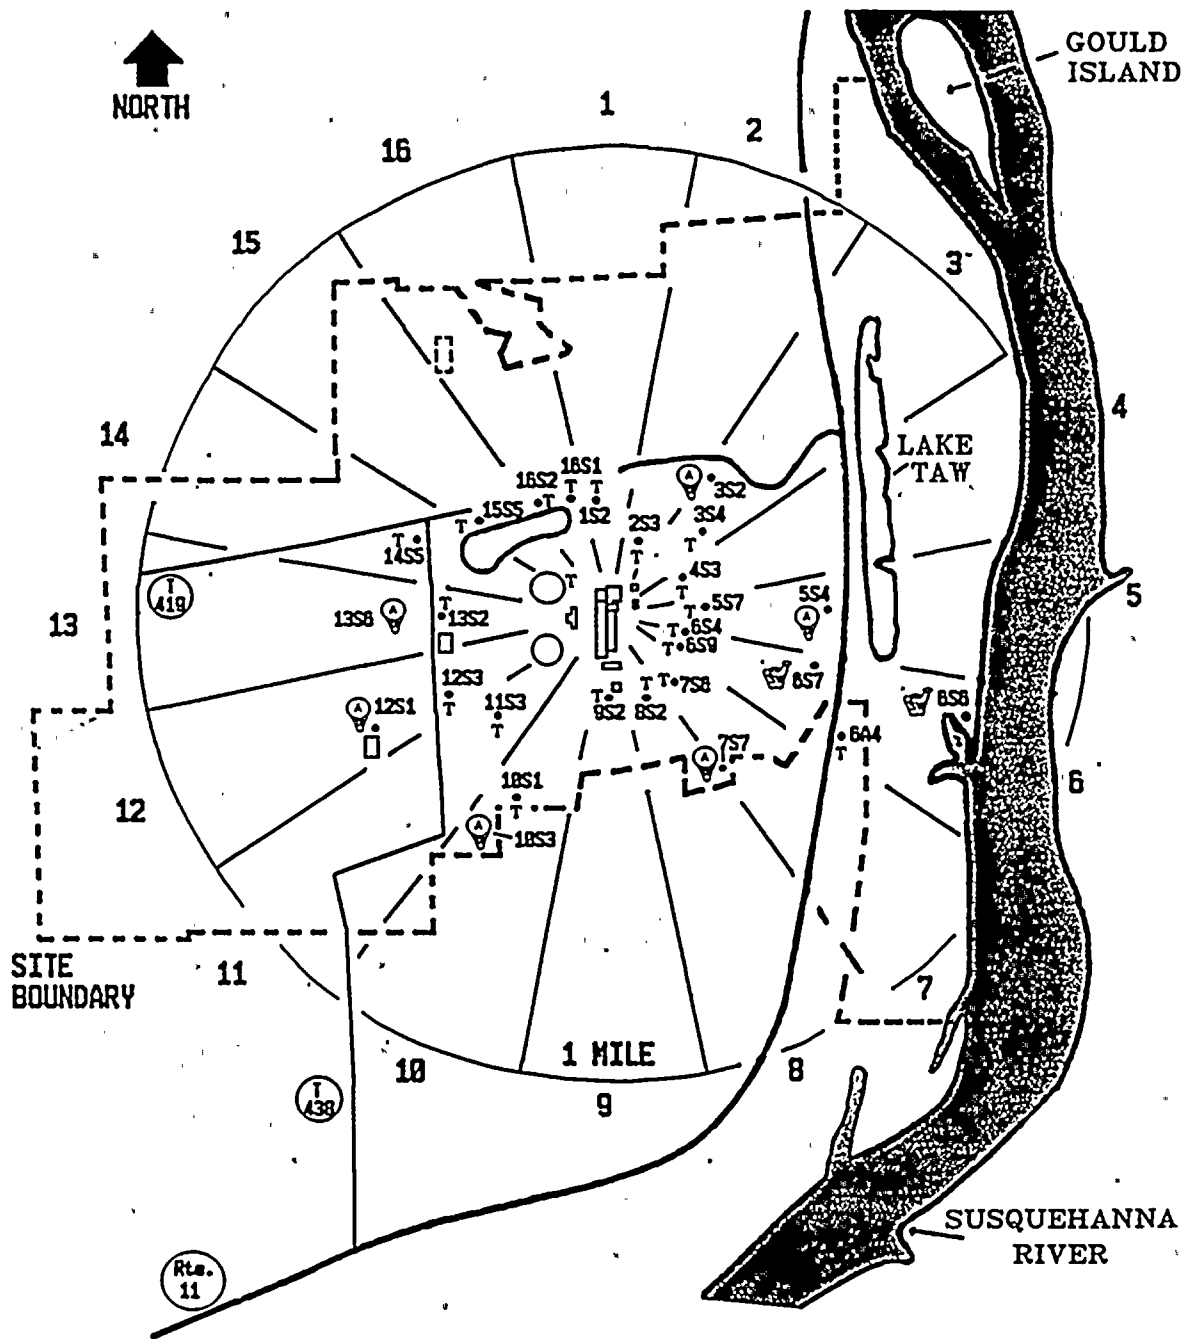 GOULD
ISLAND
NORTH
1
2
16
15
3
14
4
LAKE
TAW
16S1
16S2
A
3S2
15S5
1S2
3S4
T
2S3
14S5
4S3
T
419
5S7
5S4
5
13
13S6
A
13S2
6S4
A
6S9
6S7
12S3
7S8
6S6
A
12S1
11S3
9S2
8S2
7S7
6A4
A
6
12
10S1
A
10S3
SITE
BOUNDARY
11
7
1 MILE
10
8
9
T
438
SUSQUEHANNA
RIVER
Rte.
11